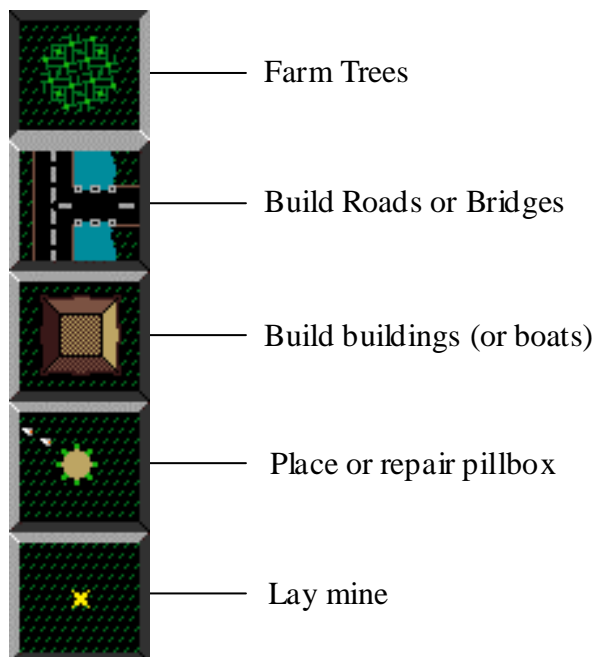 Farm Trees
Build Roads or Bridges
Build buildings (or boats)
Place or repair pillbox
Lay mine